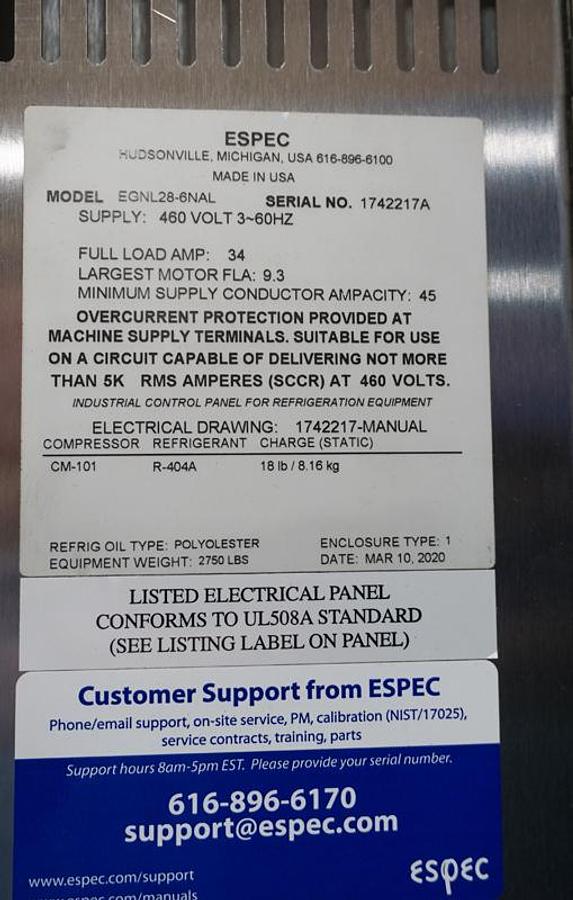 ESPEC
HUDSONVILLE, MICHIGAN, USA 616-896-6100
MADE IN USA
MODEL EGNL28-6NAL SERIAL NO. 1742217A
SUPPLY: 460 VOLT 3~60HZ
FULL LOAD AMP: 34
LARGEST MOTOR FLA: 9.3
MINIMUM SUPPLY CONDUCTOR AMPACITY: 45
OVERCURRENT PROTECTION PROVIDED AT
MACHINE SUPPLY TERMINALS. SUITABLE FOR USE
ON A CIRCUIT CAPABLE OF DELIVERING NOT MORE
THAN 5K RMS AMPERES (SCCR) AT 460 VOLTS.
INDUSTRIAL CONTROL PANEL FOR REFRIGERATION EQUIPMENT
ELECTRICAL DRAWING: 1742217-MANUAL
COMPRESSOR REFRIGERANT CHARGE (STATIC)
CM-101 R-404A 18 lb / 8.16 kg
REFRIG OIL TYPE: POLYOLESTER ENCLOSURE TYPE: 1
EQUIPMENT WEIGHT: 2750 LBS DATE: MAR 10, 2020
LISTED ELECTRICAL PANEL
CONFORMS TO UL508A STANDARD
(SEE LISTING LABEL ON PANEL)
Customer Support from ESPEC
Phone/email support, on-site service, PM, calibration (NIST/17025),
service contracts, training, parts
Support hours 8am-5pm EST. Please provide your serial number.
616-896-6170
support@espec.com
www.espec.com/support
espec
www.espec.com/manuals